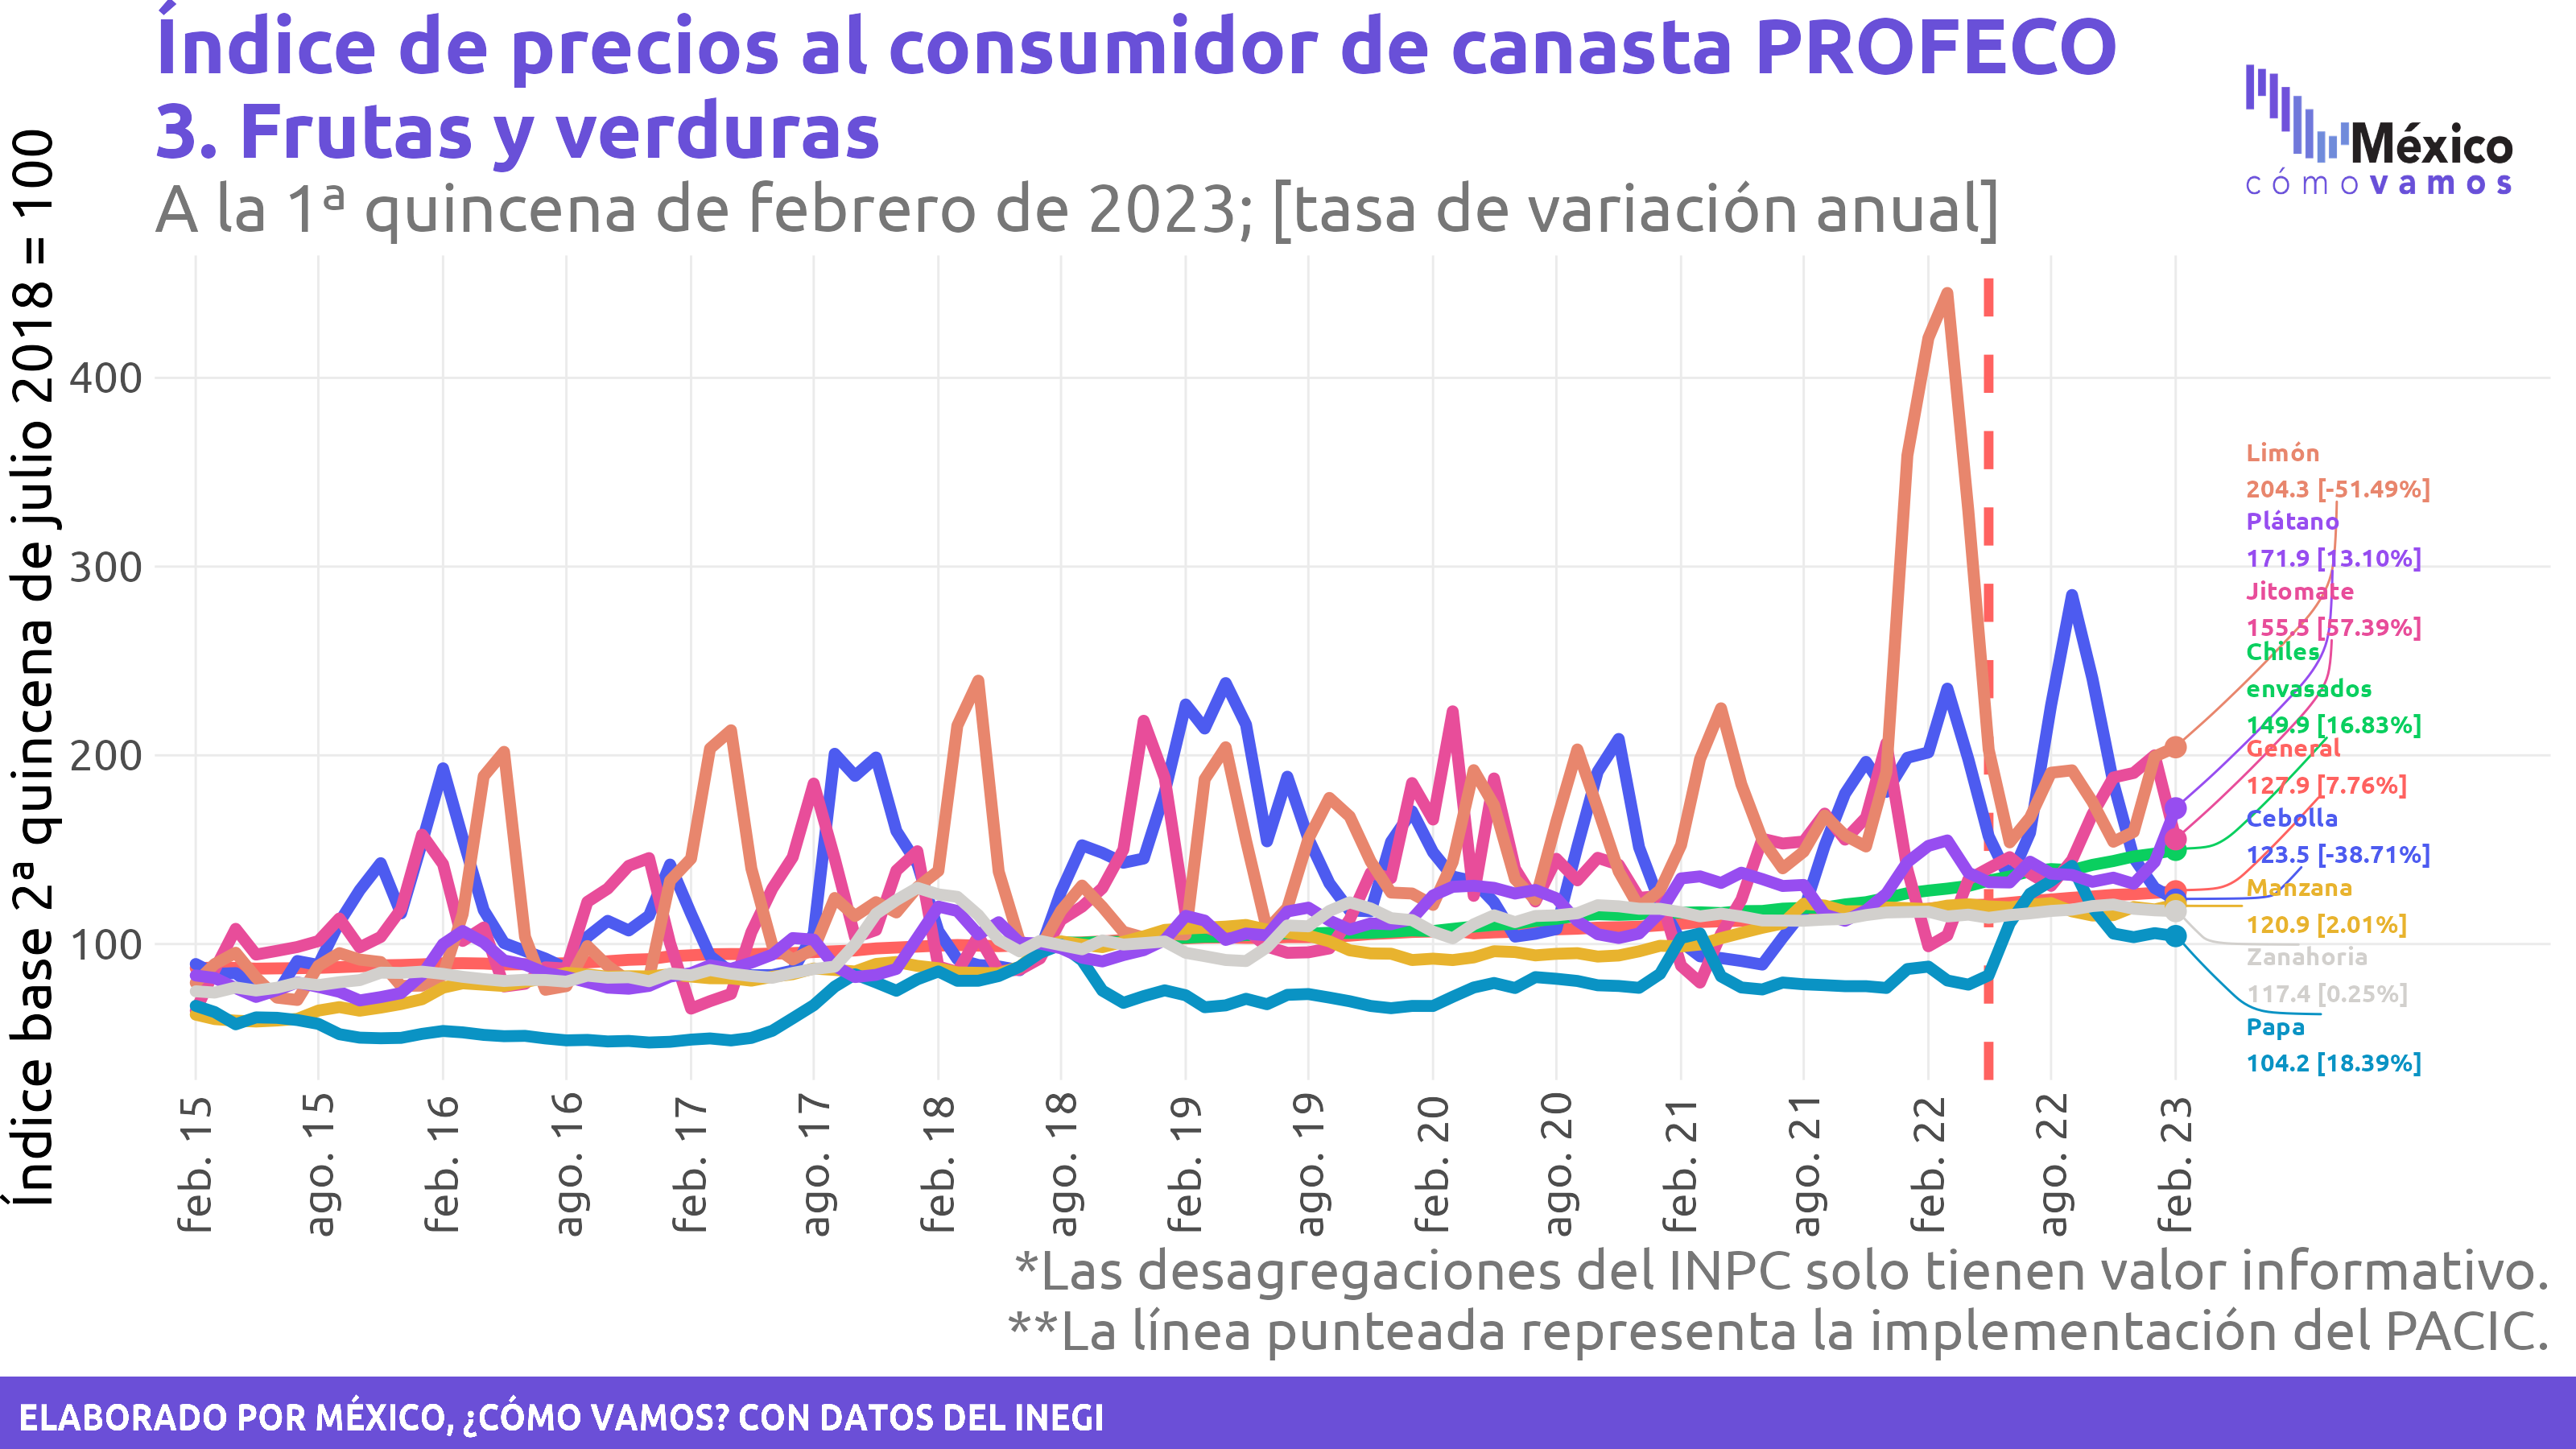 Índice de precios al consumidor de canasta PROFECO
3. Frutas y verduras
A la 1ª quincena de febrero de 2023; [tasa de variación anual]
México
cómo vamos
Índice base 2ª quincena de julio 2018 = 100
400
300
200
100
Limón
204.3 [-51.49%]
Plátano
171.9 [13.10%]
Jitomate
155.5 [57.39%]
Chiles
envasados
149.9 [16.83%]
General
127.9 [7.76%]
Cebolla
123.5 [-38.71%]
Manzana
120.9 [2.01%]
Zanahoria
117.4 [0.25%]
Papa
104.2 [18.39%]
feb. 15
ago. 15
feb. 16
ago. 16
feb. 17
ago. 17
feb. 18
ago. 18
feb. 19
ago. 19
feb. 20
ago. 20
feb. 21
ago. 21
feb. 22
ago. 22
feb. 23
*Las desagregaciones del INPC solo tienen valor informativo.
**La línea punteada representa la implementación del PACIC.
ELABORADO POR MÉXICO, ¿CÓMO VAMOS? CON DATOS DEL INEGI